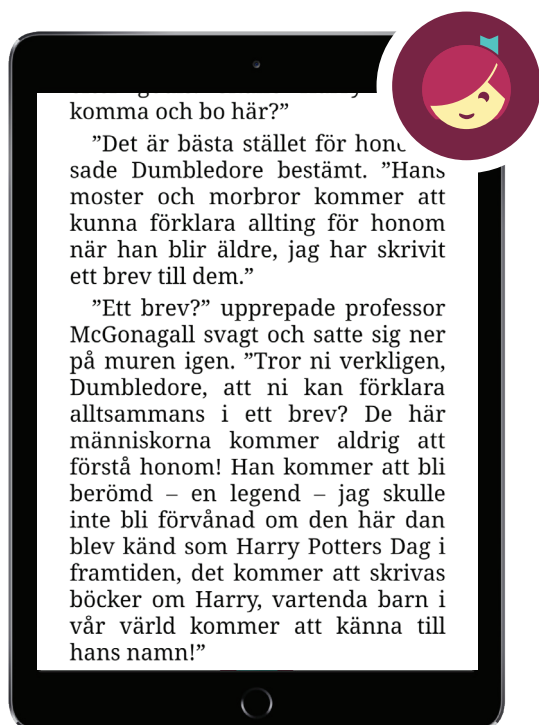 komma och bo här?”
”Det är bästa stället för
sade Dumbledore bestämt. ”Hans
moster och morbror kommer att
kunna förklara allting för honom
när han blir äldre, jag har skrivit
ett brev till dem.”
”Ett brev?” upprepade professor
McGonagall svagt och satte sig ner
på muren igen. ”Tror ni verkligen,
Dumbledore, att ni kan förklara
alltsammans i ett brev? De här
människorna kommer aldrig att
förstå honom! Han kommer att bli
berömd – en legend – jag skulle
inte bli förvånad om den här dan
blev känd som Harry Potters Dag i
framtiden, det kommer att skrivas
böcker om Harry, vartenda barn i
vår värld kommer att känna till
hans namn!”